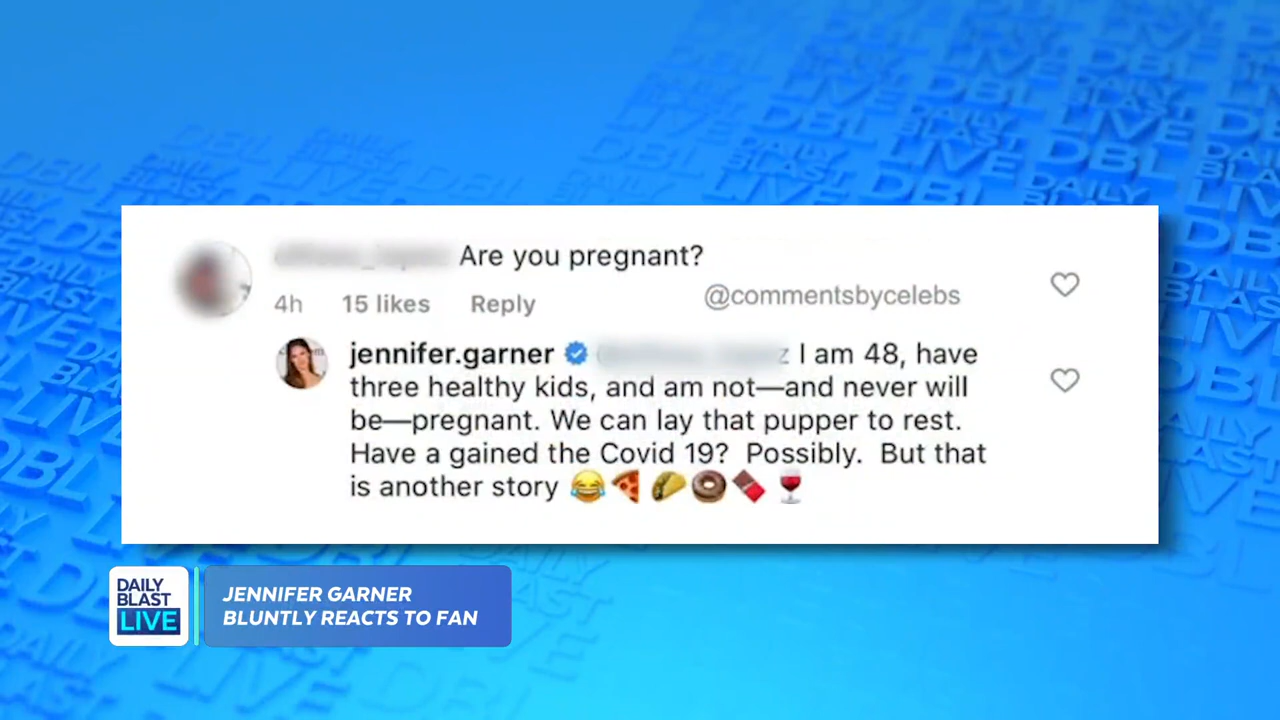 Are you pregnant?
4h 15 likes Reply
@commentsbycelebs
jennifer.garner I am 48, have
three healthy kids, and am not—and never will
be—pregnant. We can lay that pupper to rest.
Have a gained the Covid 19? Possibly. But that
is another story 😂🍕🌮🍩🍫🍷
DAILY
BLAST
LIVE
JENNIFER GARNER
BLUNTLY REACTS TO FAN